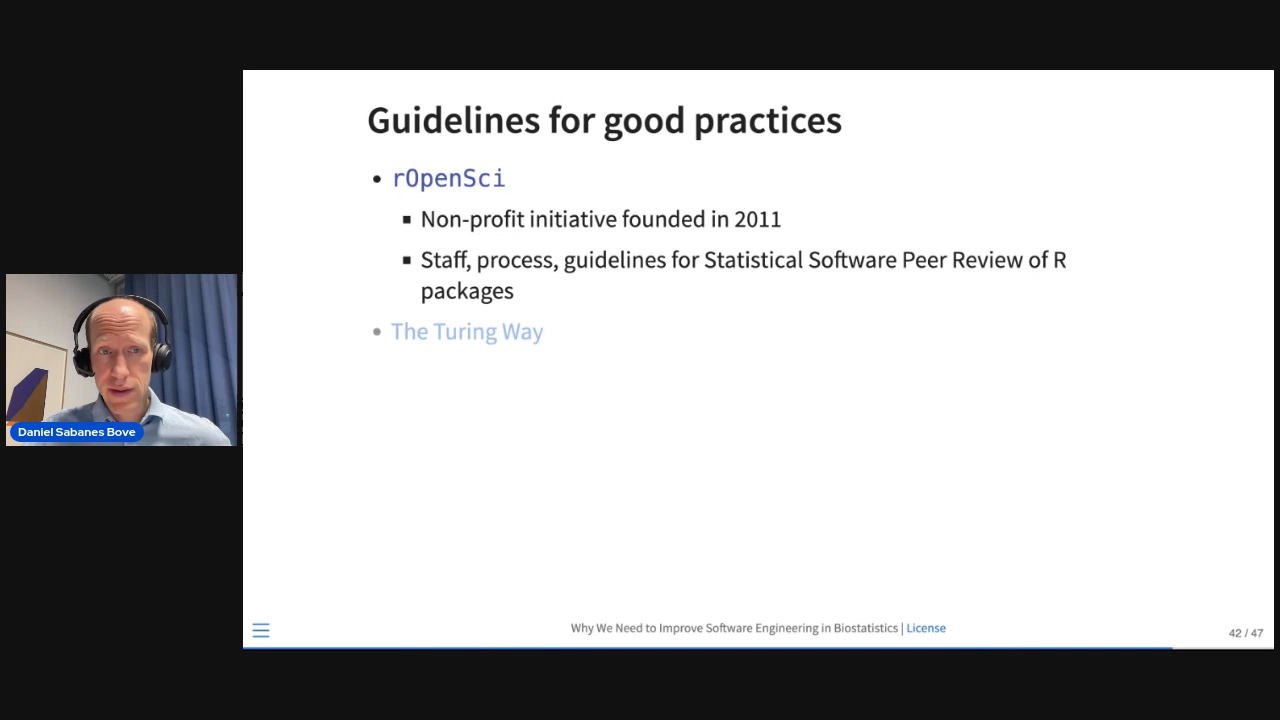 Guidelines for good practices
rOpenSci
Non-profit initiative founded in 2011
Staff, process, guidelines for Statistical Software Peer Review of R
packages
The Turing Way
Daniel Sabanes Bove
Why We Need to Improve Software Engineering in Biostatistics | License
42 / 47